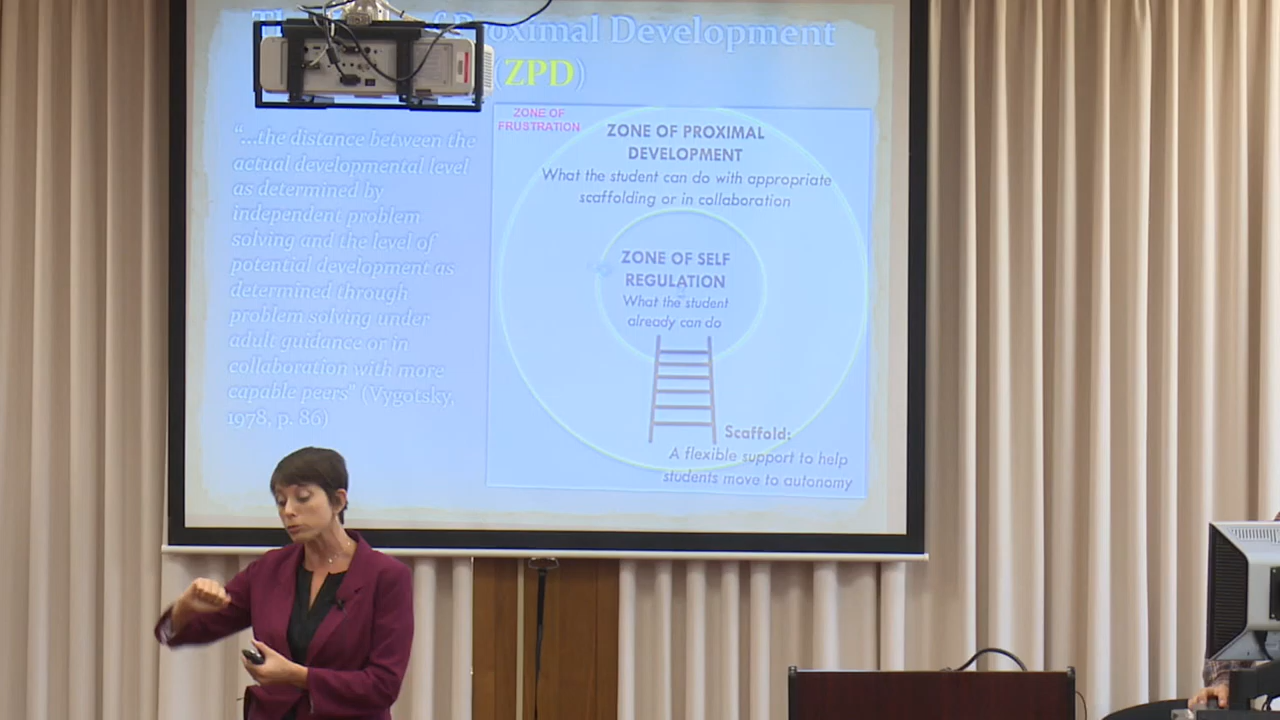 Proximal Development
(ZPD)
"...the distance between the
actual developmental level
as determined by
independent problem
solving and the level of
potential development as
determined through
problem solving under
adult guidance or in
collaboration with more
capable peers" (Vygotsky,
1978, p. 86)
ZONE OF
FRUSTRATION
ZONE OF PROXIMAL
DEVELOPMENT
What the student can do with appropriate
scaffolding or in collaboration
ZONE OF SELF
REGULATION
What the student
already can do
Scaffold:
A flexible support to help
students move to autonomy